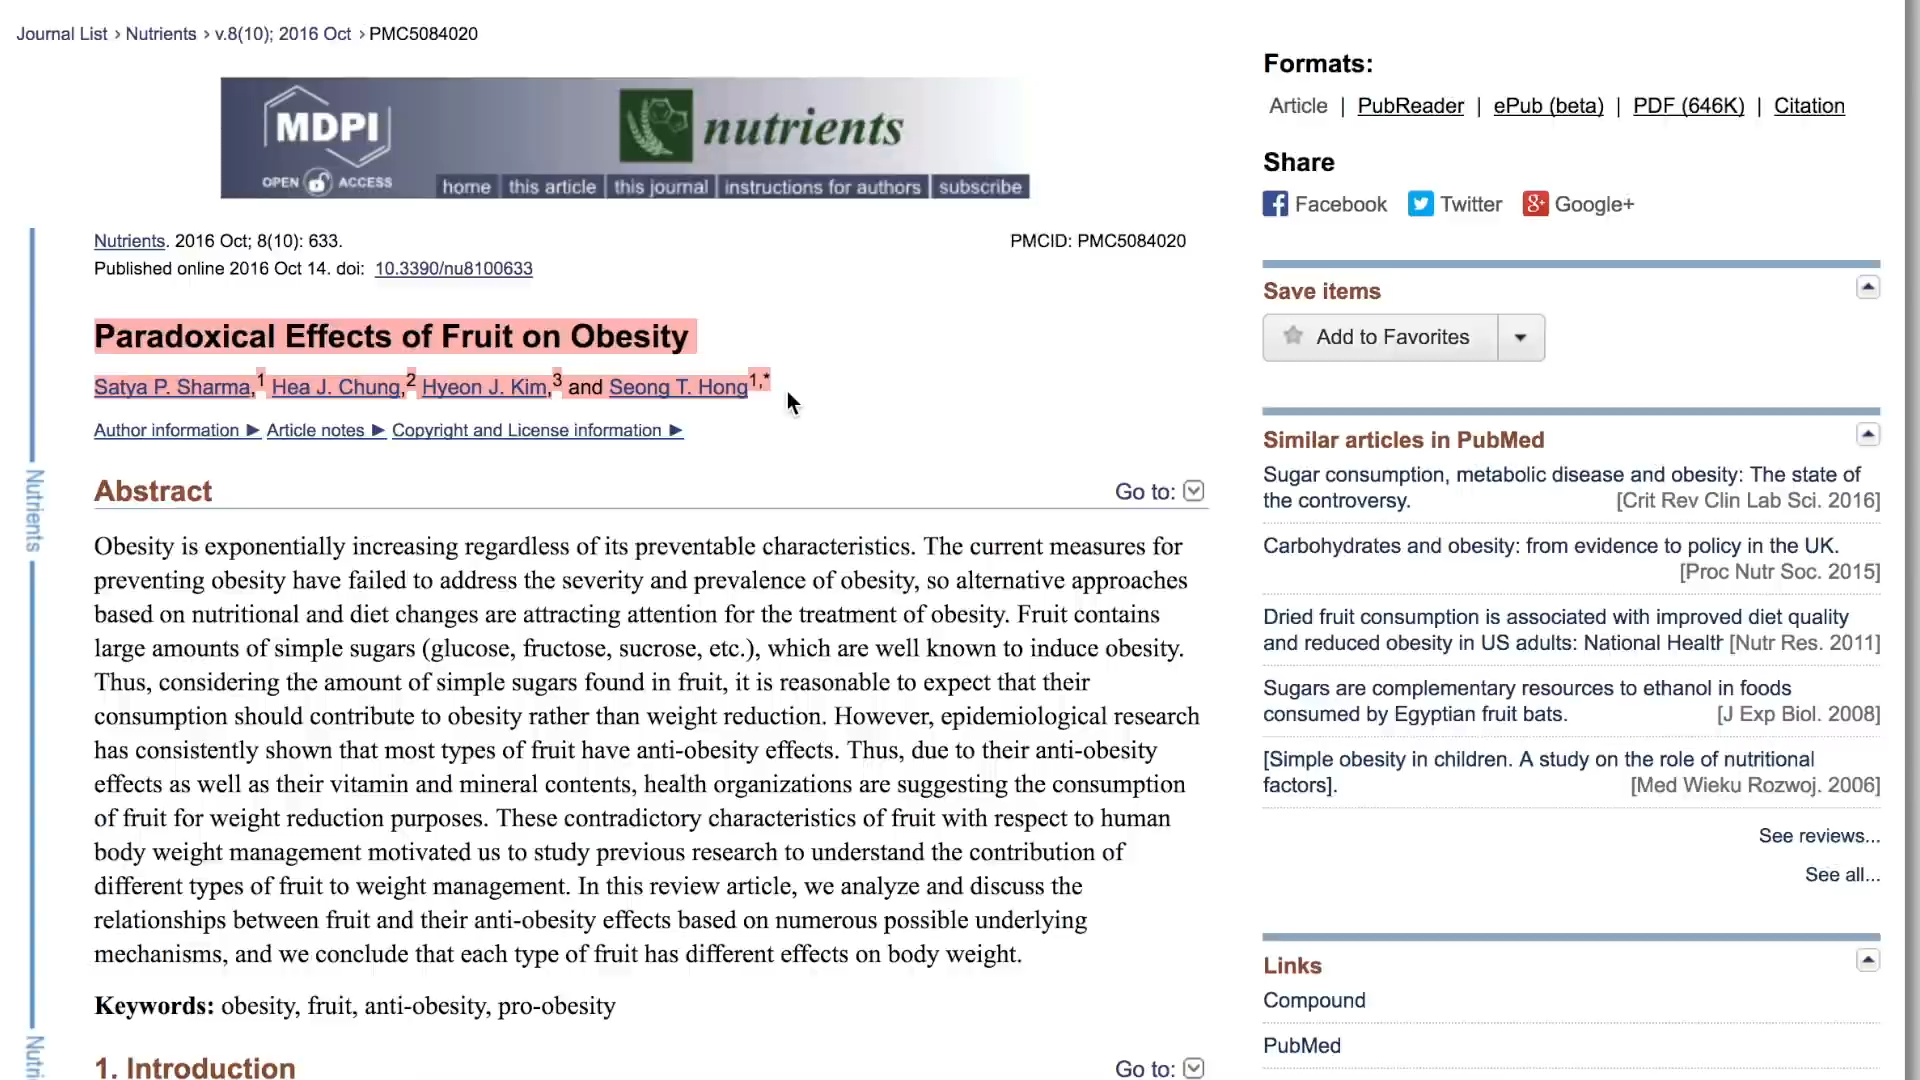 Journal List › Nutrients › v.8(10); 2016 Oct › PMC5084020
MDPI
OPEN ACCESS
nutrients
home this article this journal instructions for authors subscribe
Nutrients. 2016 Oct; 8(10): 633.
PMCID: PMC5084020
Published online 2016 Oct 14. doi: 10.3390/nu8100633
Paradoxical Effects of Fruit on Obesity
Satya P. Sharma,1 Hea J. Chung,2 Hyeon J. Kim,3 and Seong T. Hong1,*
Author information ► Article notes ► Copyright and License information ►
Abstract
Go to:
Obesity is exponentially increasing regardless of its preventable characteristics. The current measures for
preventing obesity have failed to address the severity and prevalence of obesity, so alternative approaches
based on nutritional and diet changes are attracting attention for the treatment of obesity. Fruit contains
large amounts of simple sugars (glucose, fructose, sucrose, etc.), which are well known to induce obesity.
Thus, considering the amount of simple sugars found in fruit, it is reasonable to expect that their
consumption should contribute to obesity rather than weight reduction. However, epidemiological research
has consistently shown that most types of fruit have anti-obesity effects. Thus, due to their anti-obesity
effects as well as their vitamin and mineral contents, health organizations are suggesting the consumption
of fruit for weight reduction purposes. These contradictory characteristics of fruit with respect to human
body weight management motivated us to study previous research to understand the contribution of
different types of fruit to weight management. In this review article, we analyze and discuss the
relationships between fruit and their anti-obesity effects based on numerous possible underlying
mechanisms, and we conclude that each type of fruit has different effects on body weight.
Keywords: obesity, fruit, anti-obesity, pro-obesity
1. Introduction
Go to:
Nutrients
Nutri
Formats:
Article | PubReader | ePub (beta) | PDF (646K) | Citation
Share
Facebook Twitter Google+
Save items
Add to Favorites
Similar articles in PubMed
Sugar consumption, metabolic disease and obesity: The state of
the controversy. [Crit Rev Clin Lab Sci. 2016]
Carbohydrates and obesity: from evidence to policy in the UK.
[Proc Nutr Soc. 2015]
Dried fruit consumption is associated with improved diet quality
and reduced obesity in US adults: National Healt [Nutr Res. 2011]
Sugars are complementary resources to ethanol in foods
consumed by Egyptian fruit bats. [J Exp Biol. 2008]
[Simple obesity in children. A study on the role of nutritional
factors]. [Med Wieku Rozwoj. 2006]
See reviews...
See all...
Links
Compound
PubMed